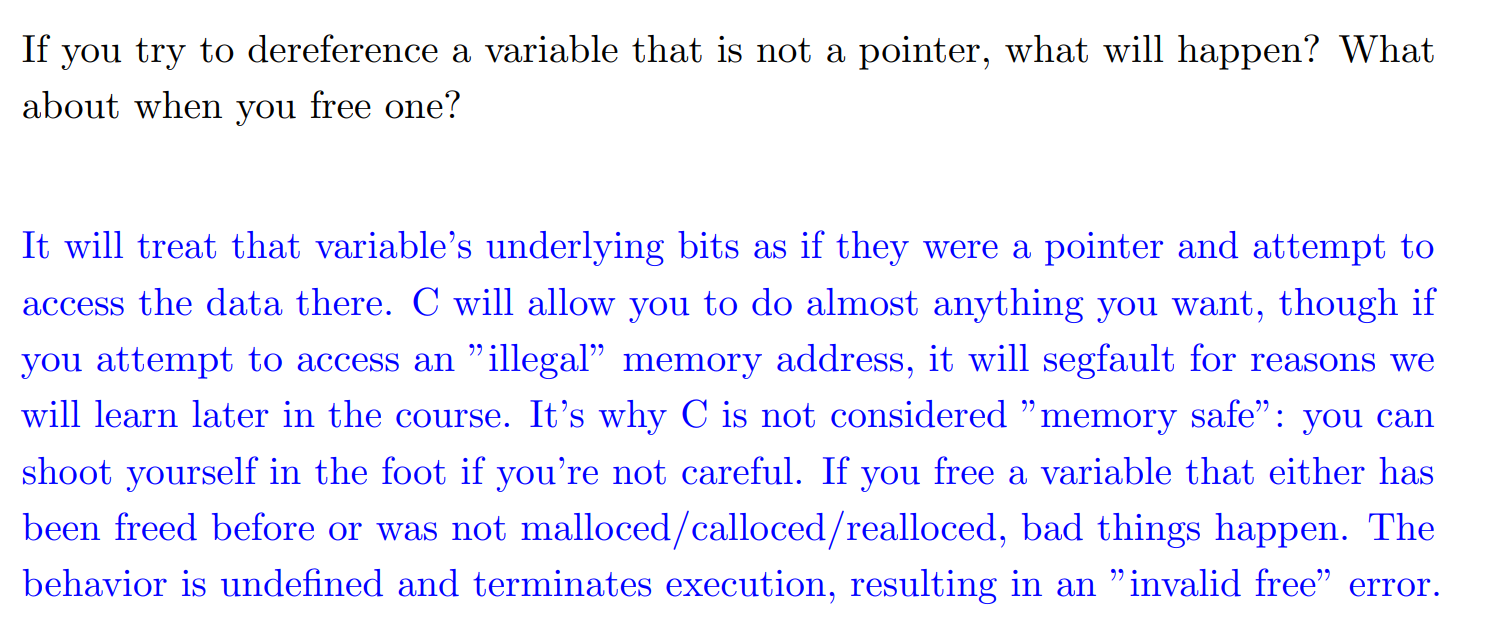 If you try to dereference a variable that is not a pointer, what will happen? What
about when you free one?
It will treat that variable’s underlying bits as if they were a pointer and attempt to
access the data there. C will allow you to do almost anything you want, though if
you attempt to access an ”illegal” memory address, it will segfault for reasons we
will learn later in the course. It’s why C is not considered ”memory safe”: you can
shoot yourself in the foot if you’re not careful. If you free a variable that either has
been freed before or was not malloced/calloced/realloced, bad things happen. The
behavior is undefined and terminates execution, resulting in an ”invalid free” error.